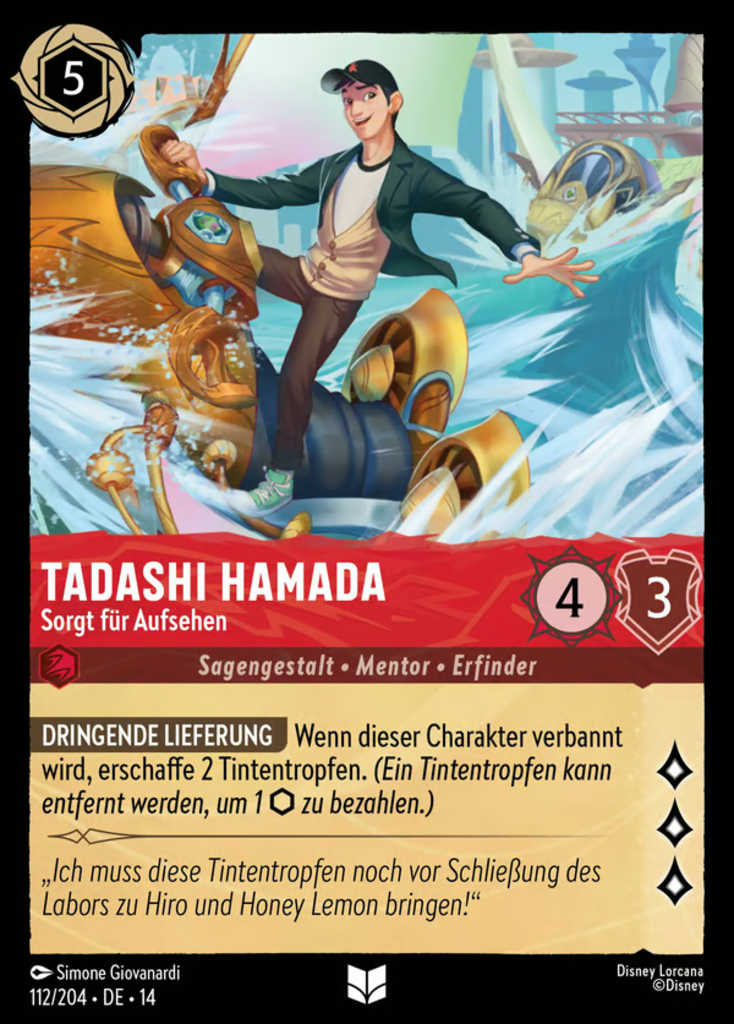 5
TADASHI HAMADA
Sorgt für Aufsehen
4
3
Sagengestalt • Mentor • Erfinder
DRINGENDE LIEFERUNG Wenn dieser Charakter verbannt
wird, erschaffe 2 Tintentropfen. (Ein Tintentropfen kann
entfernt werden, um 1 ⬡ zu bezahlen.)
„Ich muss diese Tintentropfen noch vor Schließung des
Labors zu Hiro und Honey Lemon bringen!“
Simone Giovanardi
112/204 • DE • 14
Disney Lorcana
©Disney